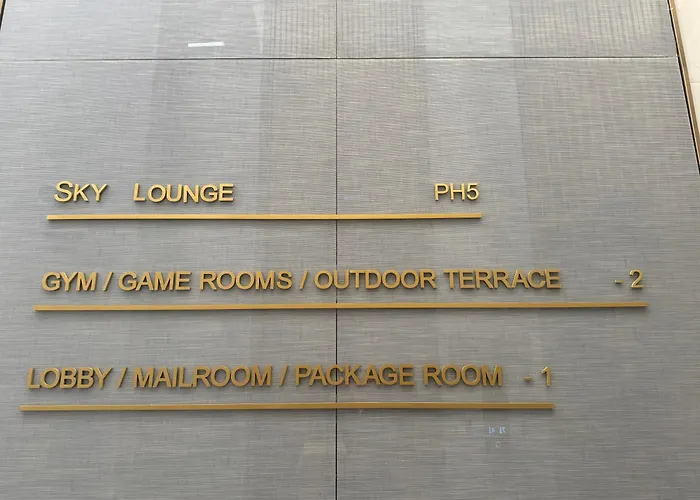 SKY LOUNGE PH5
GYM / GAME ROOMS / OUTDOOR TERRACE - 2
LOBBY / MAILROOM / PACKAGE ROOM - 1